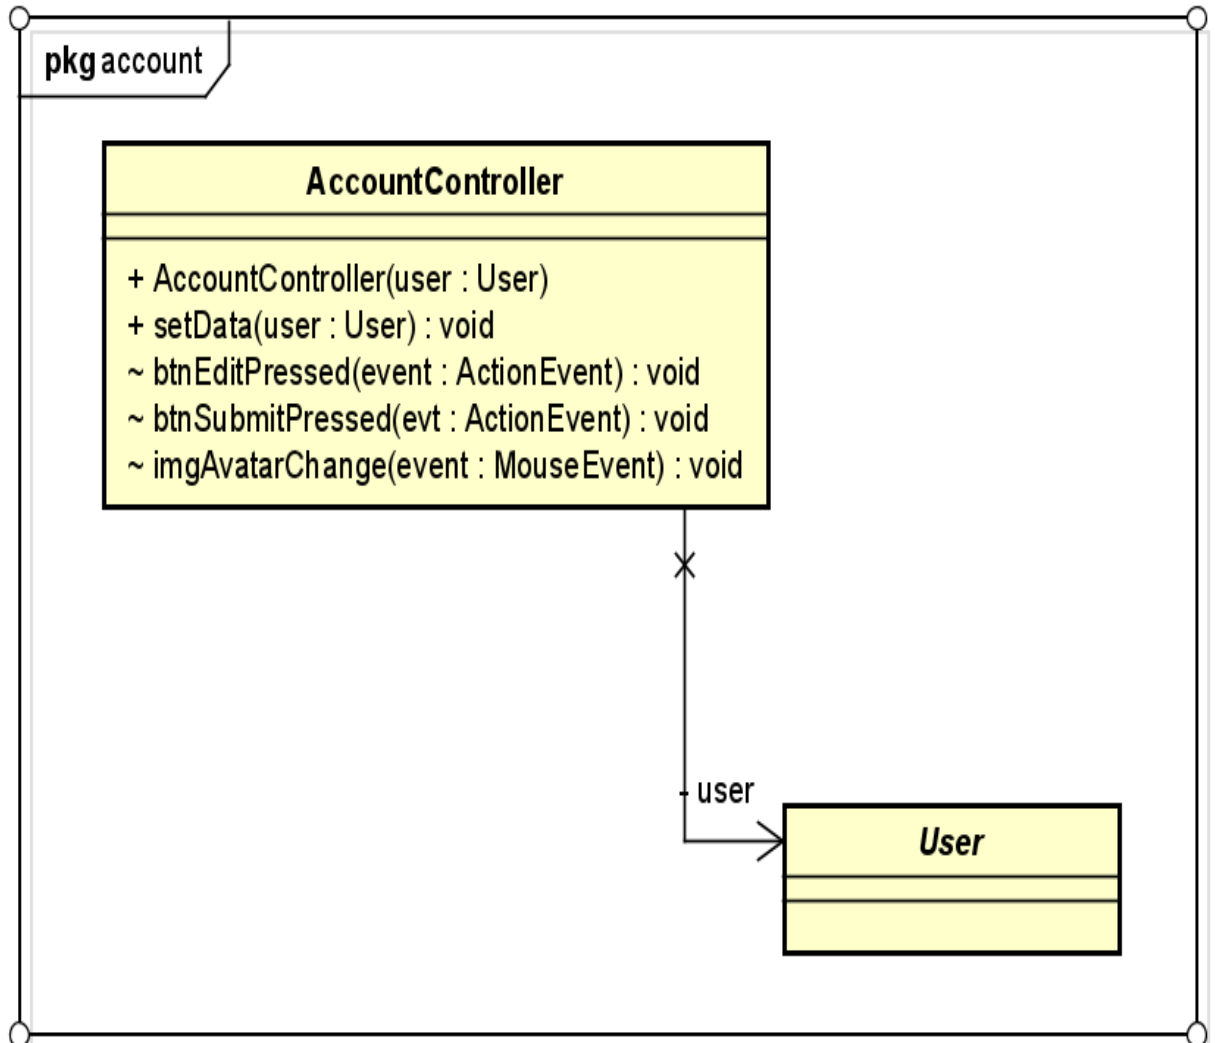 pkg account
AccountController
+ AccountController(user : User)
+ setData(user : User) : void
~ btnEditPressed(event : ActionEvent) : void
~ btnSubmitPressed(evt : ActionEvent) : void
~ imgAvatarChange(event : MouseEvent) : void
- user
User